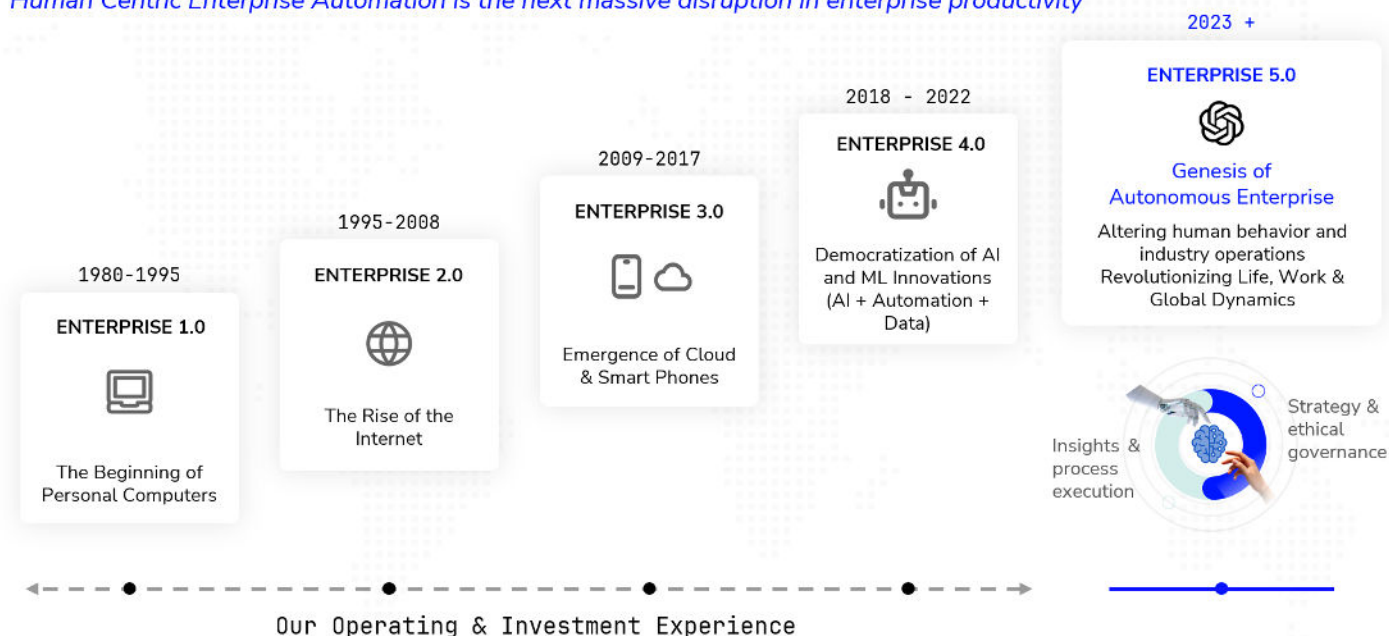 Human Centric Enterprise Automation is the next massive disruption in enterprise productivity
1980-1995
ENTERPRISE 1.0
The Beginning of
Personal Computers
1995-2008
ENTERPRISE 2.0
The Rise of the
Internet
2009-2017
ENTERPRISE 3.0
Emergence of Cloud
& Smart Phones
2018 - 2022
ENTERPRISE 4.0
Democratization of AI
and ML Innovations
(AI + Automation +
Data)
2023 +
ENTERPRISE 5.0
Genesis of
Autonomous Enterprise
Altering human behavior and
industry operations
Revolutionizing Life, Work &
Global Dynamics
Insights &
process
execution
Strategy &
ethical
governance
Our Operating & Investment Experience